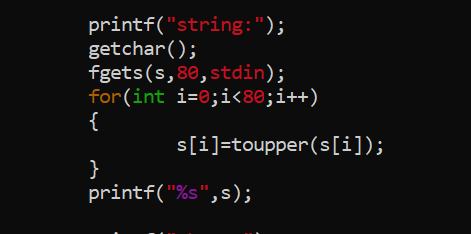 printf("string:");
getchar();
fgets(s,80,stdin);
for(int i=0;i<80;i++)
{
s[i]=toupper(s[i]);
}
printf("%s",s);